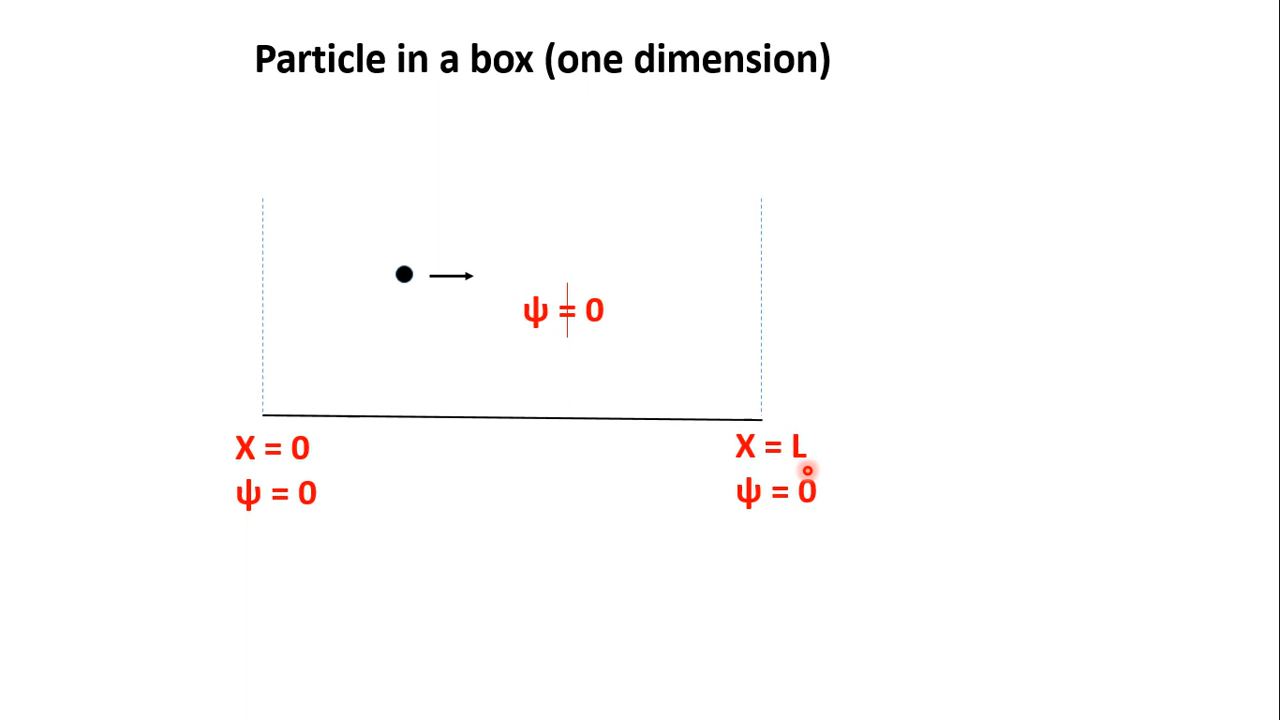 Particle in a box (one dimension)
ψ ≠ 0
X = 0
ψ = 0
X = L
ψ = 0